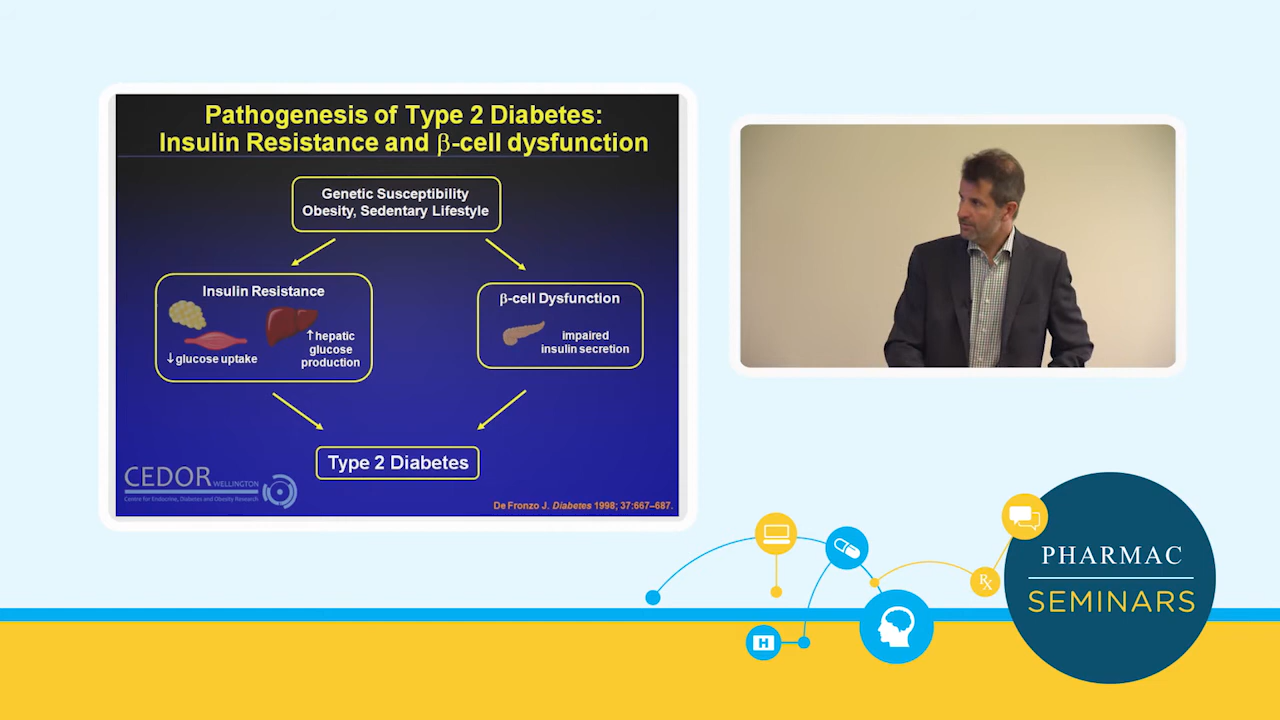 Pathogenesis of Type 2 Diabetes:
Insulin Resistance and β-cell dysfunction
Genetic Susceptibility
Obesity, Sedentary Lifestyle
Insulin Resistance
↓glucose uptake
↑hepatic
glucose
production
β-cell Dysfunction
impaired
insulin secretion
Type 2 Diabetes
CEDOR WELLINGTON
Centre for Endocrine, Diabetes and Obesity Research
De Fronzo J. Diabetes 1998; 37:667–687.
H
Rx
PHARMAC
SEMINARS